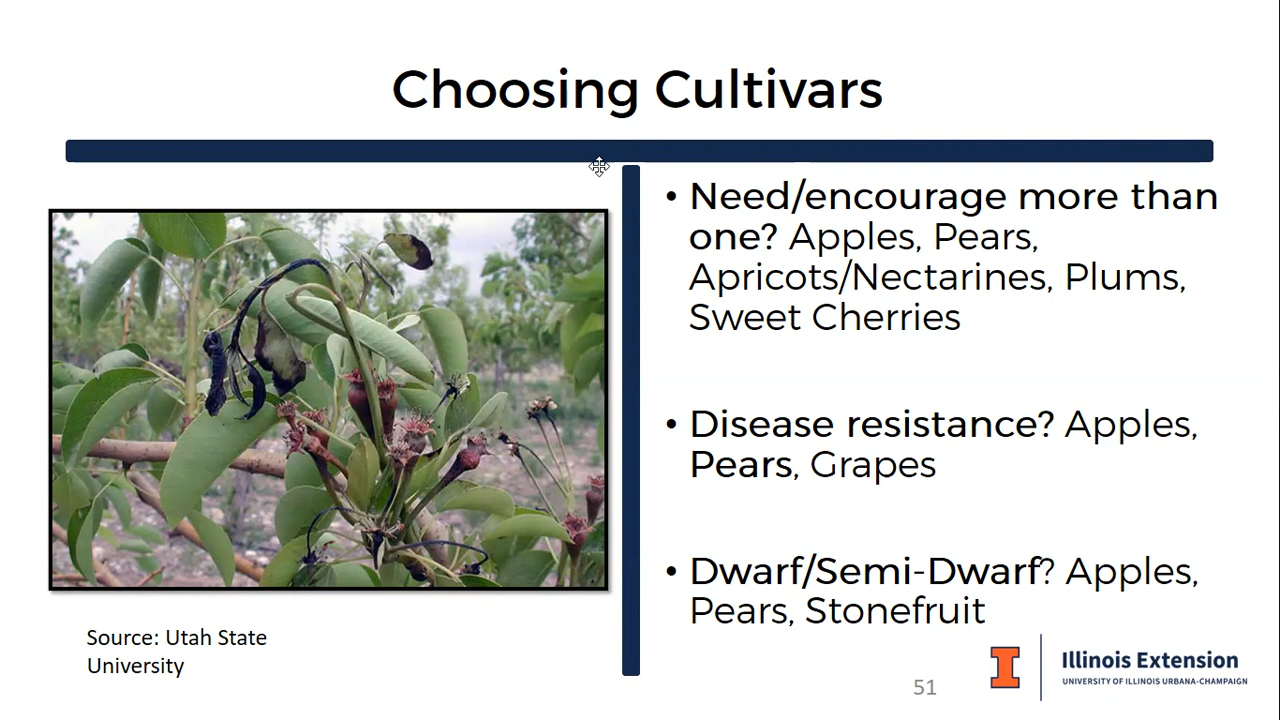 Choosing Cultivars
• Need/encourage more than
one? Apples, Pears,
Apricots/Nectarines, Plums,
Sweet Cherries
• Disease resistance? Apples,
Pears, Grapes
• Dwarf/Semi-Dwarf? Apples,
Pears, Stonefruit
Source: Utah State
University
51
I
Illinois Extension
UNIVERSITY OF ILLINOIS URBANA-CHAMPAIGN